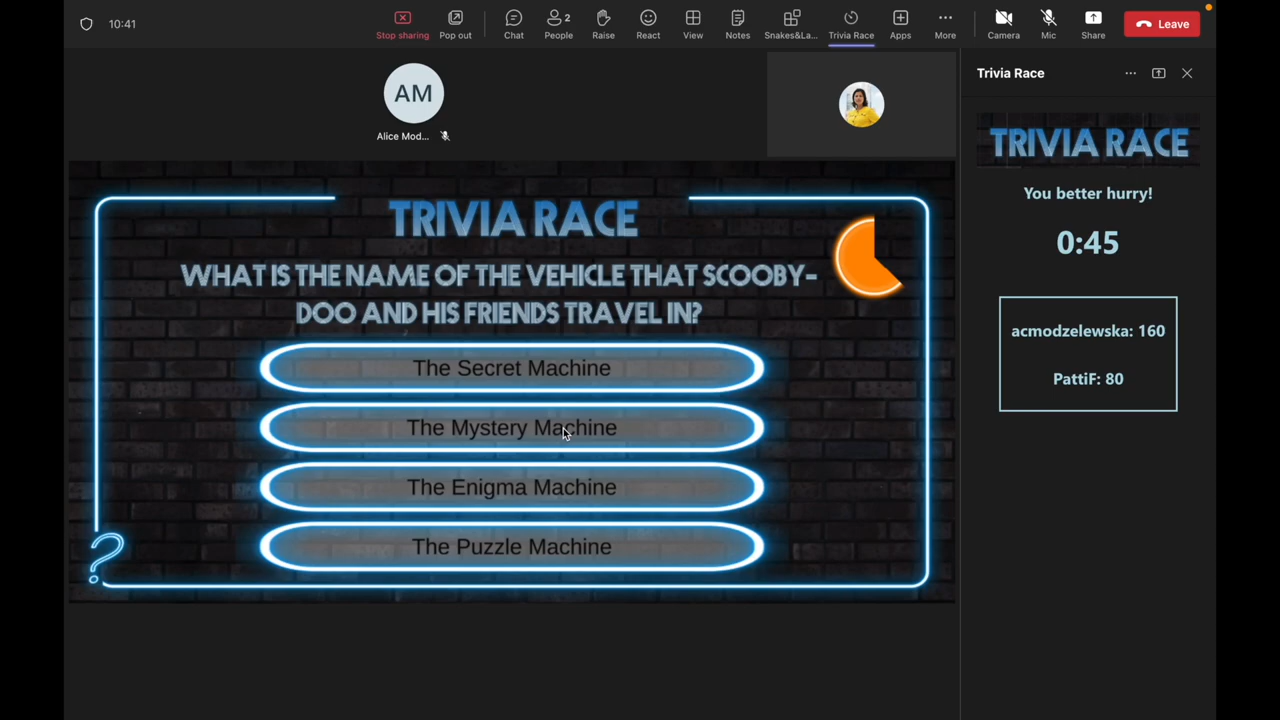 10:41
Stop sharing
Pop out
Chat
2
People
Raise
React
View
Notes
Snakes&La...
Trivia Race
Apps
More
Camera
Mic
Share
Leave
AM
Alice Mod...
Trivia Race
TRIVIA RACE
You better hurry!
0:45
acmodzelewska: 160
PattiF: 80
TRIVIA RACE
WHAT IS THE NAME OF THE VEHICLE THAT SCOOBY-
DOO AND HIS FRIENDS TRAVEL IN?
The Secret Machine
The Mystery Machine
The Enigma Machine
The Puzzle Machine
?